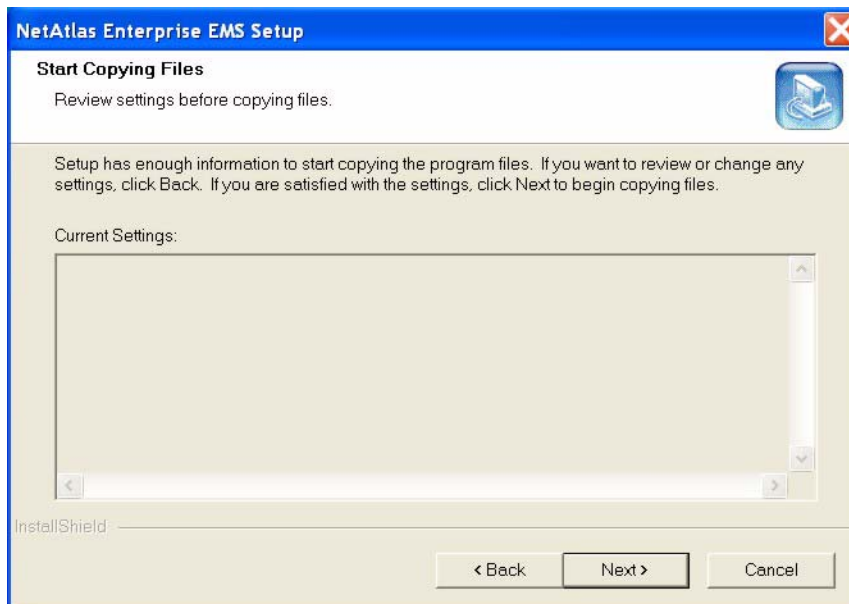 NetAtlas Enterprise EMS Setup
Start Copying Files
Review settings before copying files.
Setup has enough information to start copying the program files. If you want to review or change any
settings, click Back. If you are satisfied with the settings, click Next to begin copying files.
Current Settings:
InstallShield
< Back
Next >
Cancel